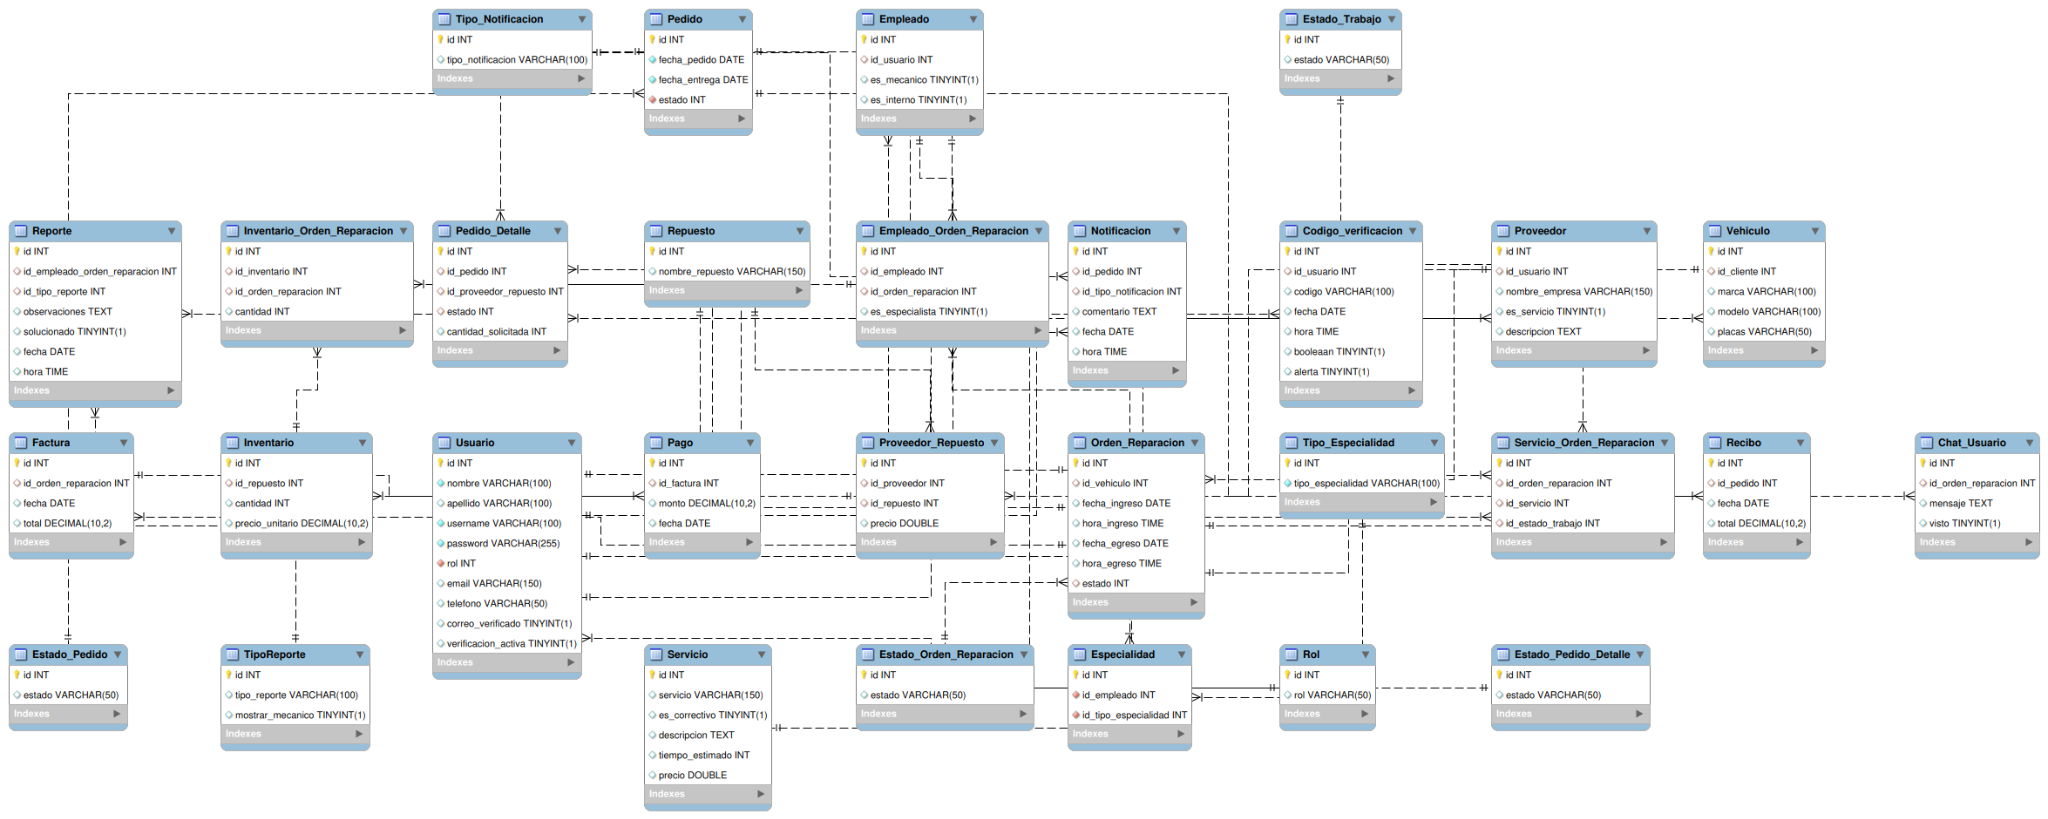 Tipo_Notificacion
id INT
tipo_notificacion VARCHAR(100)
Indexes
Pedido
id INT
fecha_pedido DATE
fecha_entrega DATE
estado INT
Indexes
Empleado
id INT
id_usuario INT
es_mecanico TINYINT(1)
es_interno TINYINT(1)
Indexes
Estado_Trabajo
id INT
estado VARCHAR(50)
Indexes
Reporte
id INT
id_empleado_orden_reparacion INT
id_tipo_reporte INT
observaciones TEXT
solucionado TINYINT(1)
fecha DATE
hora TIME
Indexes
Inventario_Orden_Reparacion
id INT
id_inventario INT
id_orden_reparacion INT
cantidad INT
Indexes
Pedido_Detalle
id INT
id_pedido INT
id_proveedor_repuesto INT
estado INT
cantidad_solicitada INT
Indexes
Repuesto
id INT
nombre_repuesto VARCHAR(150)
Indexes
Empleado_Orden_Reparacion
id INT
id_empleado INT
id_orden_reparacion INT
es_especialista TINYINT(1)
Indexes
Notificacion
id INT
id_pedido INT
id_tipo_notificacion INT
comentario TEXT
fecha DATE
hora TIME
Indexes
Codigo_verificacion
id INT
id_usuario INT
codigo VARCHAR(100)
fecha DATE
hora TIME
booleaan TINYINT(1)
alerta TINYINT(1)
Indexes
Proveedor
id INT
id_usuario INT
nombre_empresa VARCHAR(150)
es_servicio TINYINT(1)
descripcion TEXT
Indexes
Vehiculo
id INT
id_cliente INT
marca VARCHAR(100)
modelo VARCHAR(100)
placas VARCHAR(50)
Indexes
Factura
id INT
id_orden_reparacion INT
fecha DATE
total DECIMAL(10,2)
Indexes
Inventario
id INT
id_repuesto INT
cantidad INT
precio_unitario DECIMAL(10,2)
Indexes
Usuario
id INT
nombre VARCHAR(100)
apellido VARCHAR(100)
username VARCHAR(100)
password VARCHAR(255)
rol INT
email VARCHAR(150)
telefono VARCHAR(50)
correo_verificado TINYINT(1)
verificacion_activa TINYINT(1)
Indexes
Pago
id INT
id_factura INT
monto DECIMAL(10,2)
fecha DATE
Indexes
Proveedor_Repuesto
id INT
id_proveedor INT
id_repuesto INT
precio DOUBLE
Indexes
Orden_Reparacion
id INT
id_vehiculo INT
fecha_ingreso DATE
hora_ingreso TIME
fecha_egreso DATE
hora_egreso TIME
estado INT
Indexes
Tipo_Especialidad
id INT
tipo_especialidad VARCHAR(100)
Indexes
Servicio_Orden_Reparacion
id INT
id_orden_reparacion INT
id_servicio INT
id_estado_trabajo INT
Indexes
Recibo
id INT
id_pedido INT
fecha DATE
total DECIMAL(10,2)
Indexes
Chat_Usuario
id INT
id_orden_reparacion INT
mensaje TEXT
visto TINYINT(1)
Indexes
Estado_Pedido
id INT
estado VARCHAR(50)
Indexes
TipoReporte
id INT
tipo_reporte VARCHAR(100)
mostrar_mecanico TINYINT(1)
Indexes
Servicio
id INT
servicio VARCHAR(150)
es_correctivo TINYINT(1)
descripcion TEXT
tiempo_estimado INT
precio DOUBLE
Indexes
Estado_Orden_Reparacion
id INT
estado VARCHAR(50)
Indexes
Especialidad
id INT
id_empleado INT
id_tipo_especialidad INT
Indexes
Rol
id INT
rol VARCHAR(50)
Indexes
Estado_Pedido_Detalle
id INT
estado VARCHAR(50)
Indexes